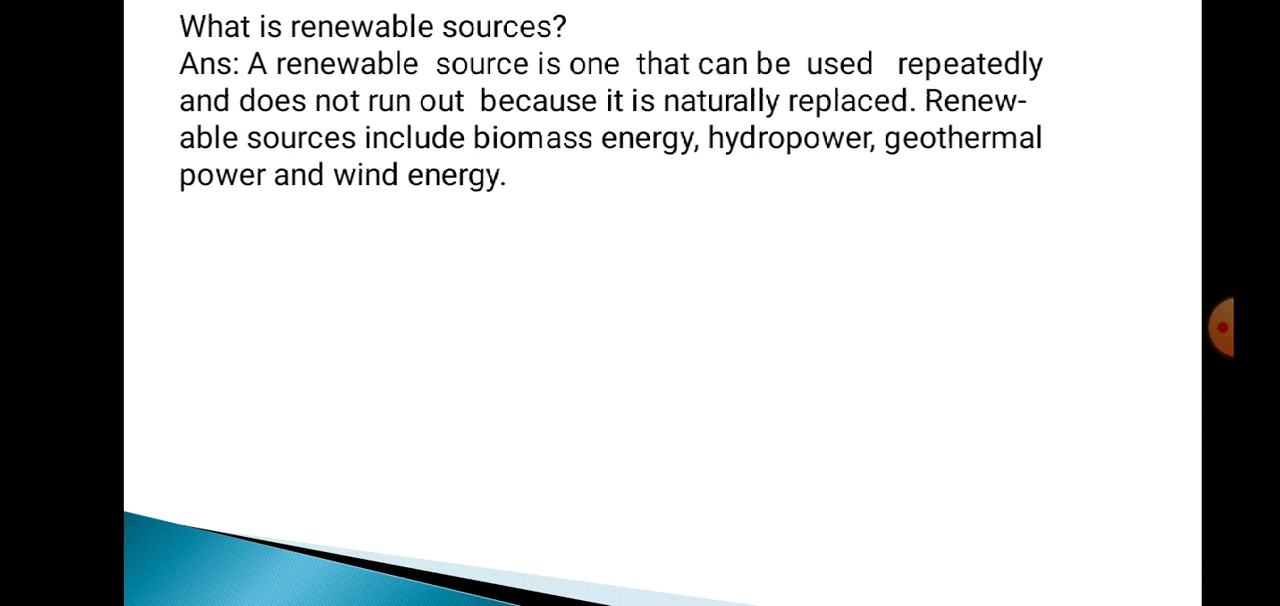 What is renewable sources?
Ans: A renewable source is one that can be used repeatedly
and does not run out because it is naturally replaced. Renew-
able sources include biomass energy, hydropower, geothermal
power and wind energy.